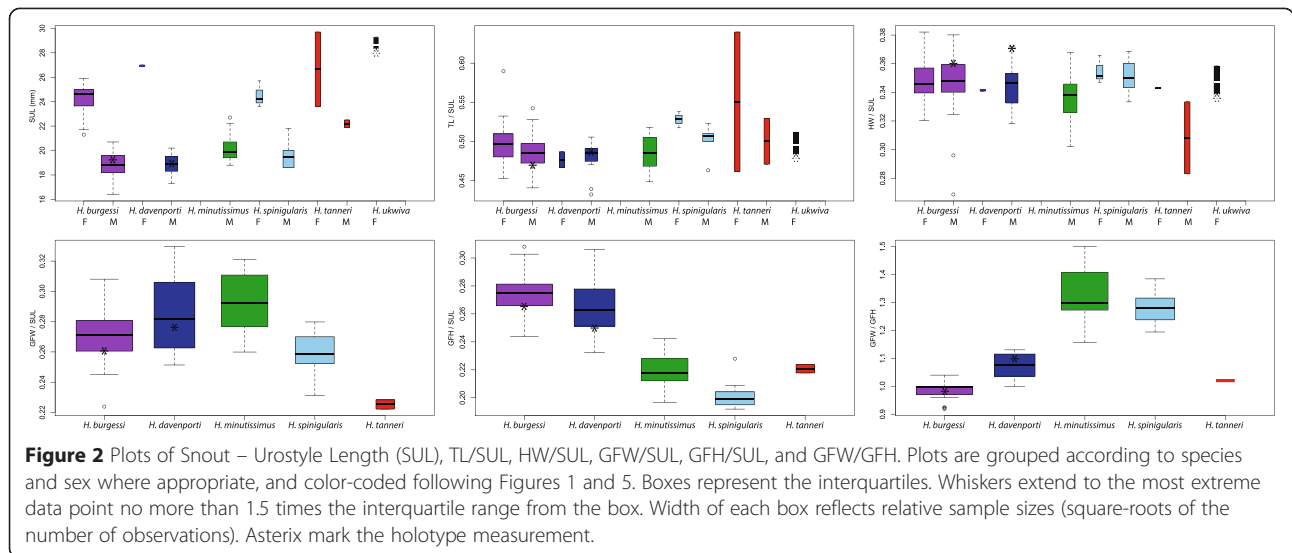 SUL (mm)
16 18 20 22 24 26 28 30
H. burgessi H. davenporti H. minutissimus H. spinigularis H. tanneri H. ukwiva
F M F M M F M F M F
TL / SUL
0.45 0.50 0.55 0.60
H. burgessi H. davenporti H. minutissimus H. spinigularis H. tanneri H. ukwiva
F M F M M F M F M F
HW / SUL
0.28 0.30 0.32 0.34 0.36 0.38
H. burgessi H. davenporti H. minutissimus H. spinigularis H. tanneri H. ukwiva
F M F M M F M F M F
GFW / SUL
0.22 0.24 0.26 0.28 0.30 0.32
H. burgessi H. davenporti H. minutissimus H. spinigularis H. tanneri
GFH / SUL
0.20 0.22 0.24 0.26 0.28 0.30
H. burgessi H. davenporti H. minutissimus H. spinigularis H. tanneri
GFW / GFH
0.9 1.0 1.1 1.2 1.3 1.4 1.5
H. burgessi H. davenporti H. minutissimus H. spinigularis H. tanneri
Figure 2 Plots of Snout – Urostyle Length (SUL), TL/SUL, HW/SUL, GFW/SUL, GFH/SUL, and GFW/GFH. Plots are grouped according to species
and sex where appropriate, and color-coded following Figures 1 and 5. Boxes represent the interquartiles. Whiskers extend to the most extreme
data point no more than 1.5 times the interquartile range from the box. Width of each box reflects relative sample sizes (square-roots of the
number of observations). Asterix mark the holotype measurement.